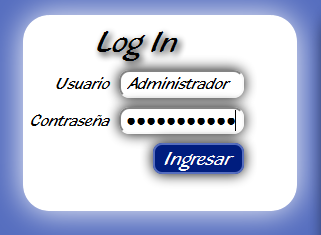 Log In
Usuario Administrador
Contraseña ●●●●●●●●●●●
Ingresar